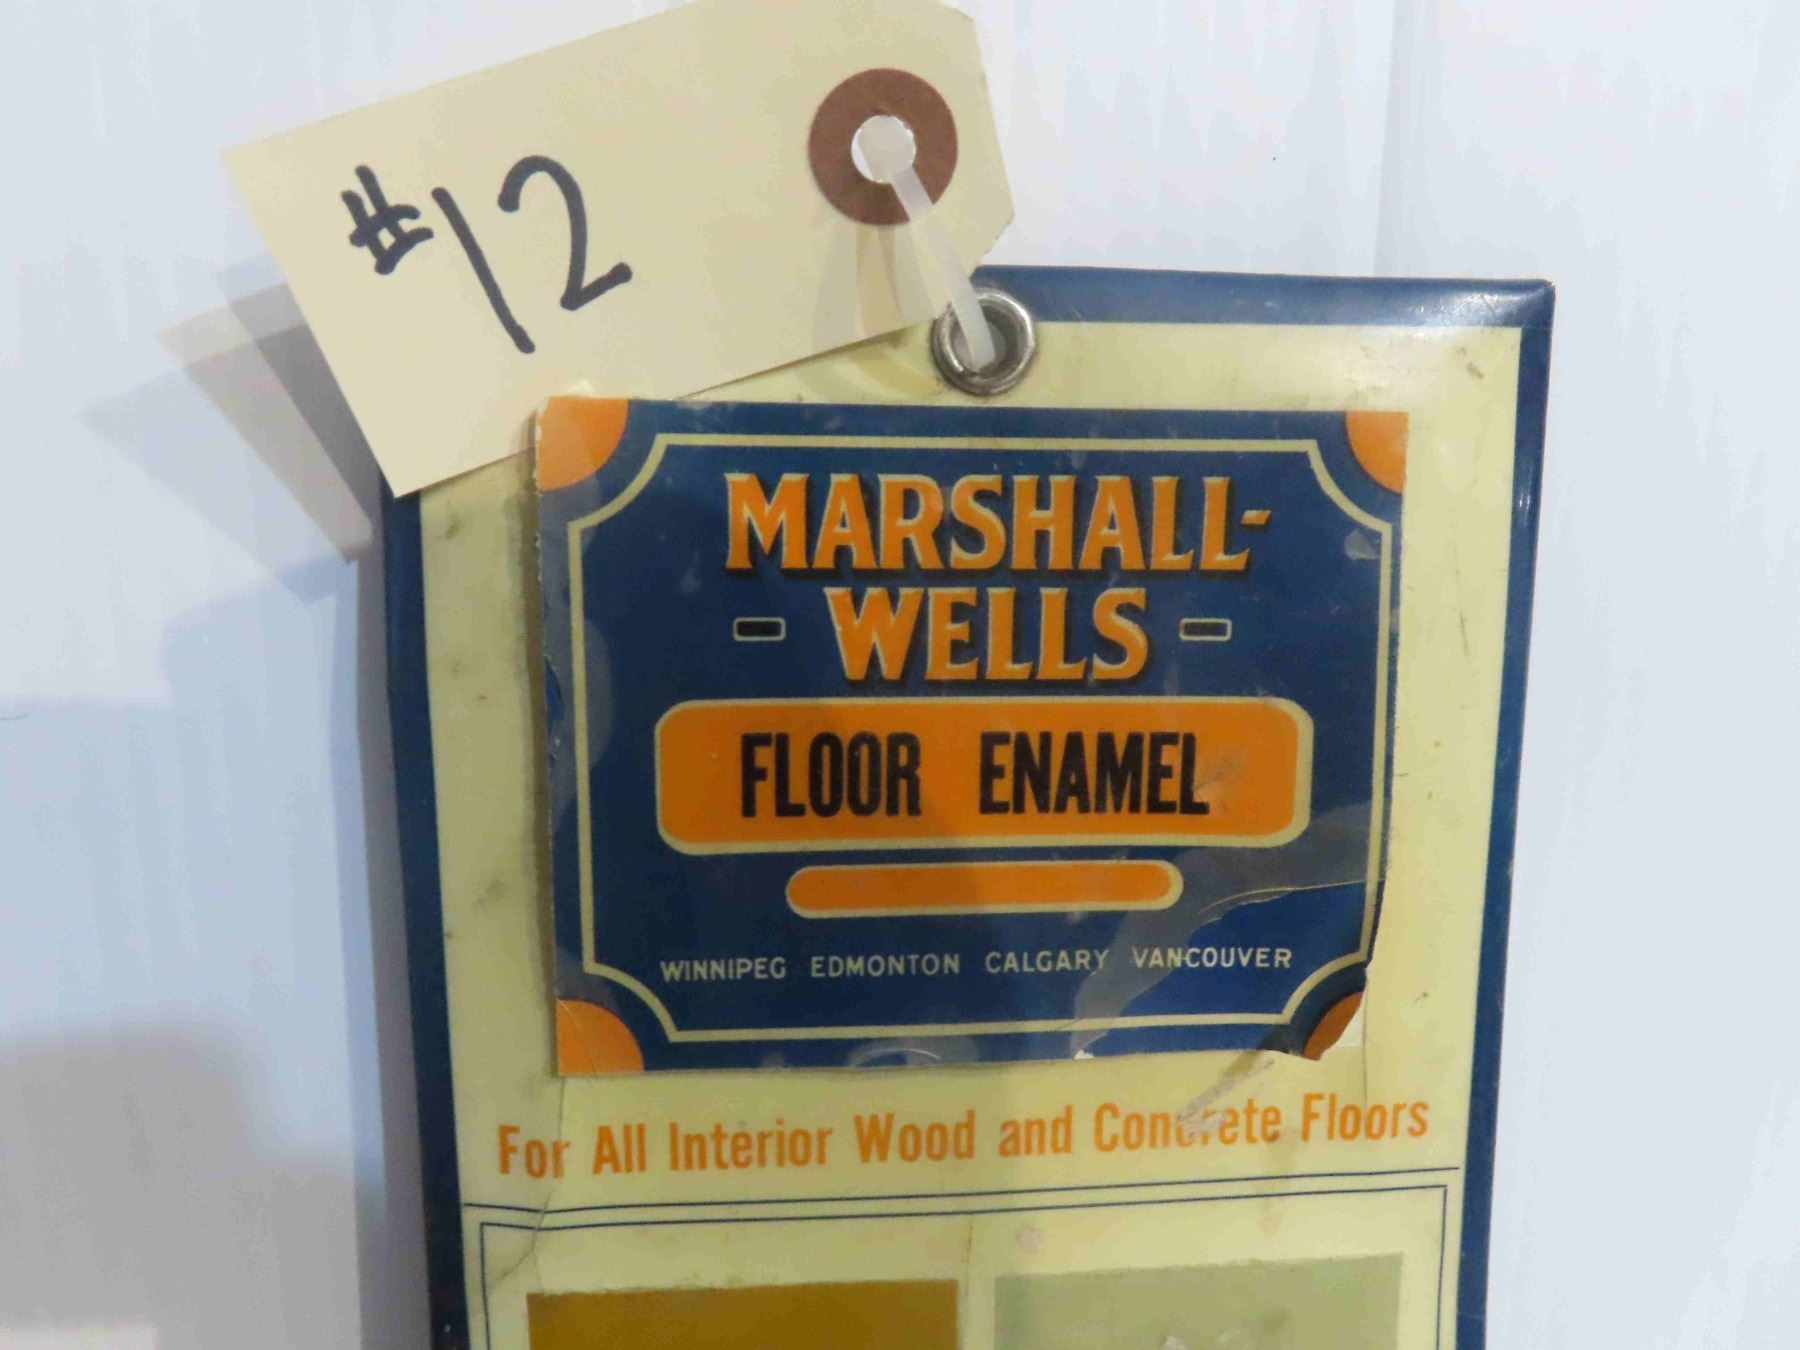 #12
MARSHALL-
WELLS
FLOOR ENAMEL
WINNIPEG EDMONTON CALGARY VANCOUVER
For All Interior Wood and Concrete Floors